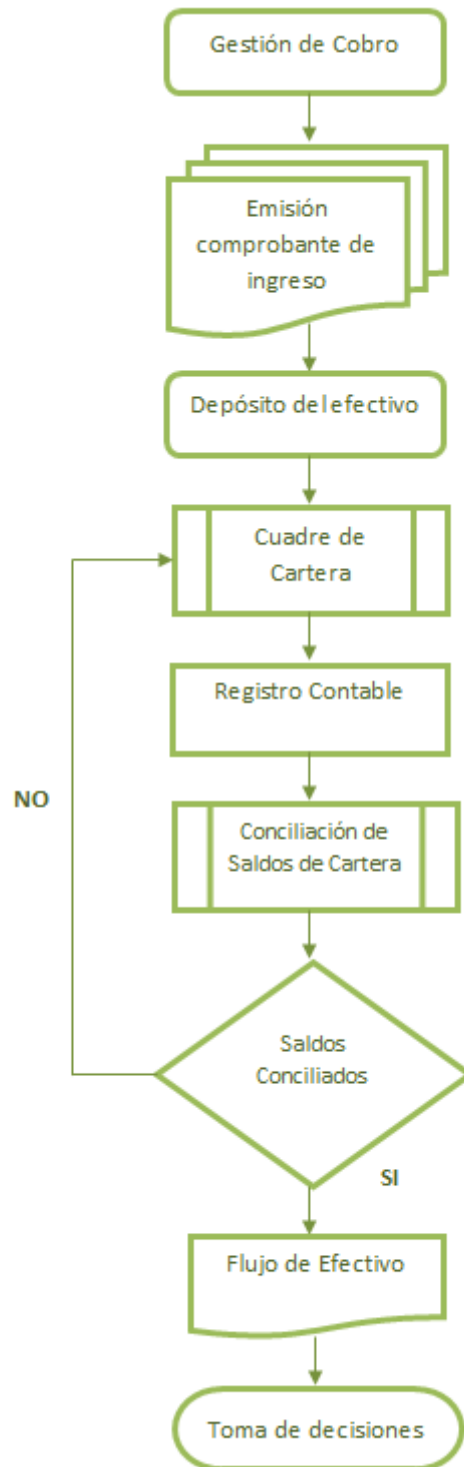 Gestión de Cobro
Emisión
comprobante de
ingreso
Depósito del efectivo
Cuadre de
Cartera
Registro Contable
NO
Conciliación de
Saldos de Cartera
Saldos
Conciliados
SI
Flujo de Efectivo
Toma de decisiones